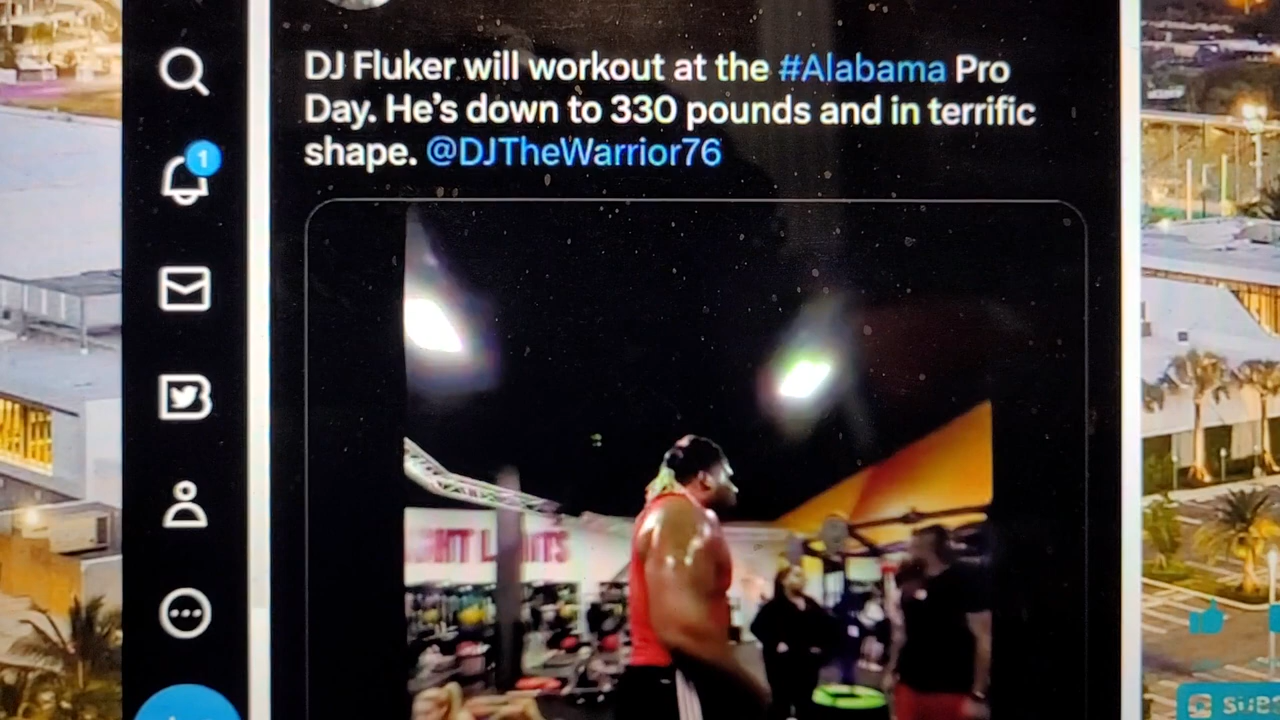 DJ Fluker will workout at the #Alabama Pro
Day. He's down to 330 pounds and in terrific
shape. @DJTheWarrior76
1